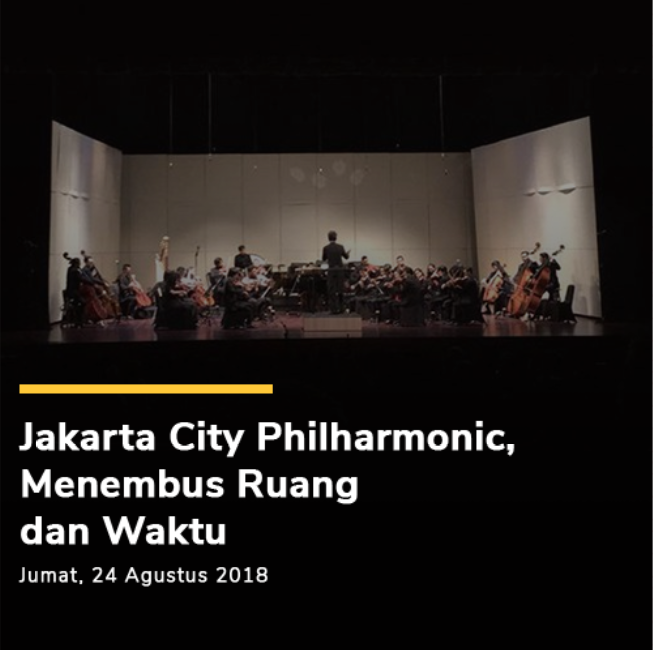 Jakarta City Philharmonic,
Menembus Ruang
dan Waktu
Jumat, 24 Agustus 2018